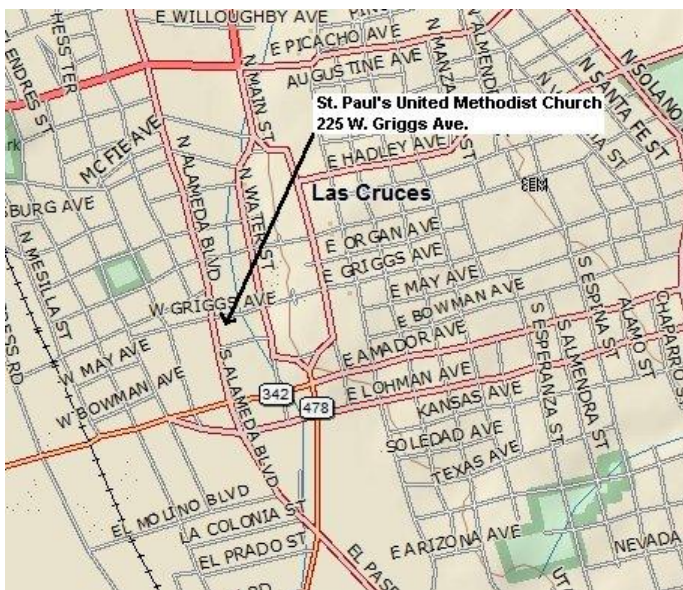 E WILLOUGHBY AVE
E PICACHO AVE
AUGUSTINE AVE
N MAIN ST
N SOLANO
N SANTA FE ST
St. Paul's United Methodist Church
225 W. Griggs Ave.
E HADLEY AVE
MC FIE AVE
N ALAMEDA BLVD
N WATER ST
Las Cruces
N MESILLA ST
E ORGAN AVE
E GRIGGS AVE
E MAY AVE
E BOWMAN AVE
W GRIGGS AVE
W MAY AVE
W BOWMAN AVE
E AMADOR AVE
E LOHMAN AVE
342
478
KANSAS AVE
SOLEDAD AVE
TEXAS AVE
S ESPERANZA ST
S ALMENDRA ST
S ESPINA ST
ALAMO ST
S ALAMEDA BLVD
EL MOLINO BLVD
LA COLONIA ST
EL PRADO ST
E ARIZONA AVE
NEVADA
EL PAS